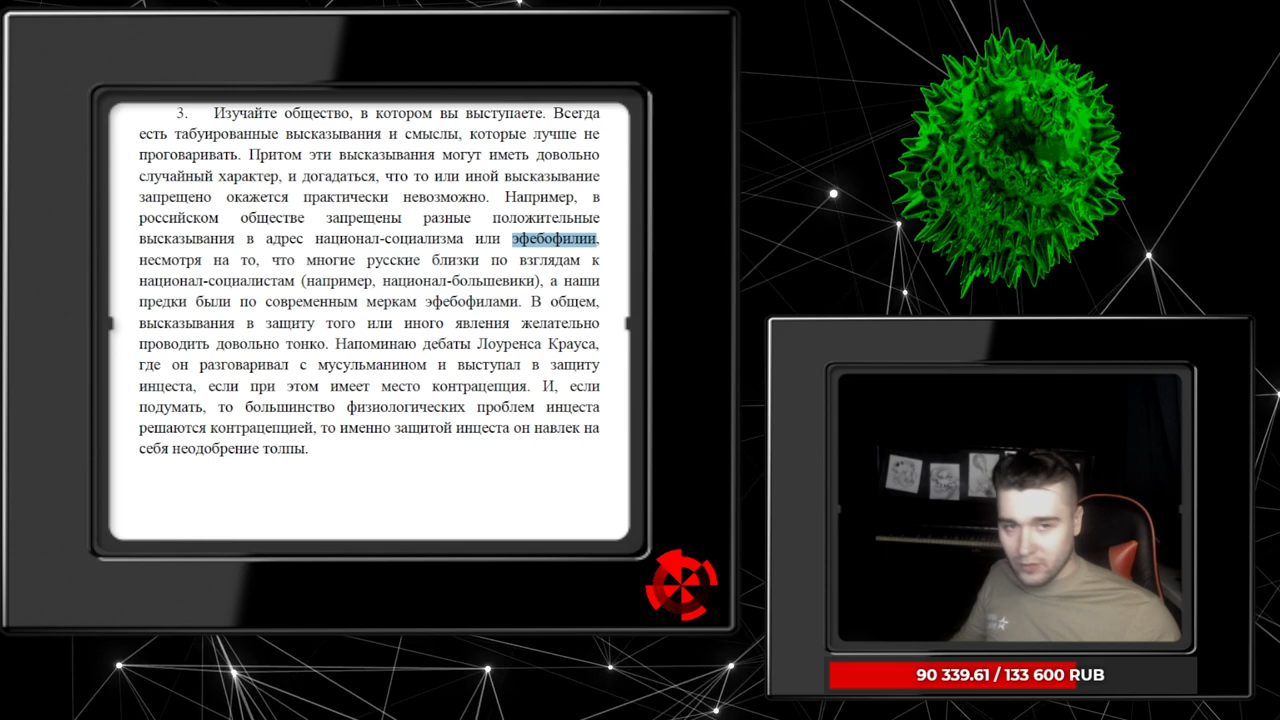 3. Изучайте общество, в котором вы выступаете. Всегда
есть табуированные высказывания и смыслы, которые лучше не
проговаривать. Притом эти высказывания могут иметь довольно
случайный характер, и догадаться, что то или иной высказывание
запрещено окажется практически невозможно. Например, в
российском обществе запрещены разные положительные
высказывания в адрес национал-социализма или эфебофилии,
несмотря на то, что многие русские близки по взглядам к
национал-социалистам (например, национал-большевики), а наши
предки были по современным меркам эфебофилами. В общем,
высказывания в защиту того или иного явления желательно
проводить довольно тонко. Напоминаю дебаты Лоуренса Крауса,
где он разговаривал с мусульманином и выступал в защиту
инцеста, если при этом имеет место контрацепция. И, если
подумать, то большинство физиологических проблем инцеста
решаются контрацепцией, то именно защитой инцеста он навлек на
себя неодобрение толпы.
90 339.61 / 133 600 RUB